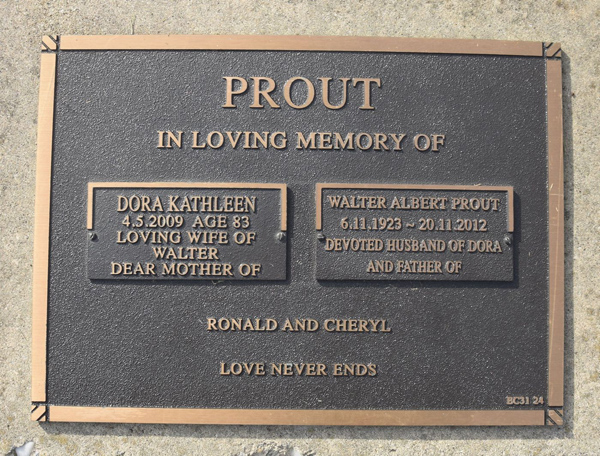 PROUT
IN LOVING MEMORY OF
DORA KATHLEEN
4.5.2009 AGE 83
LOVING WIFE OF
WALTER
DEAR MOTHER OF
WALTER ALBERT PROUT
6.11.1923 ~ 20.11.2012
DEVOTED HUSBAND OF DORA
AND FATHER OF
RONALD AND CHERYL
LOVE NEVER ENDS
BC31 24